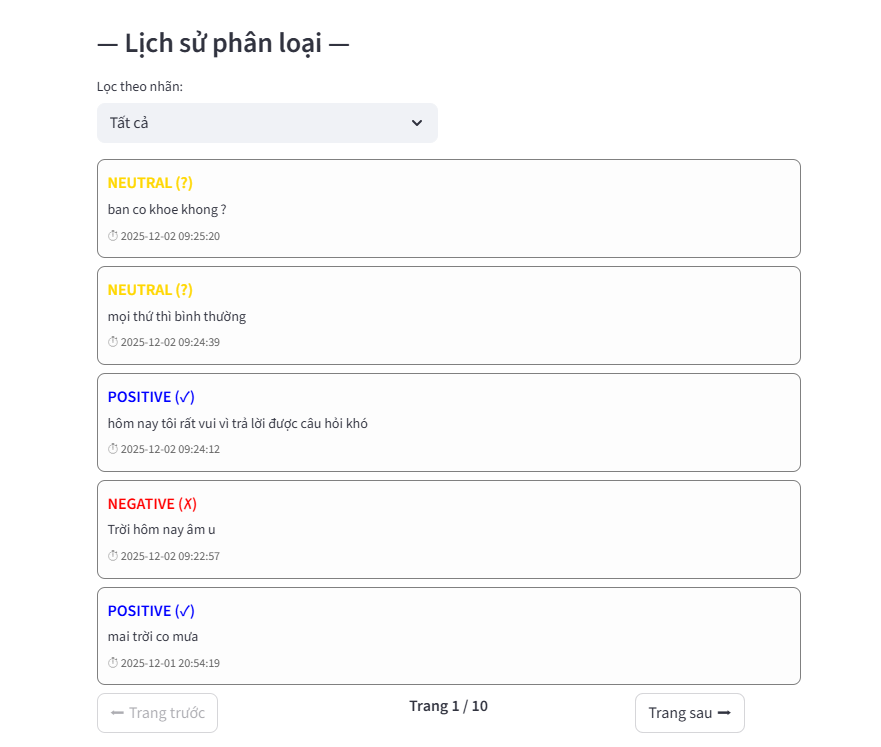 — Lịch sử phân loại —
Lọc theo nhãn:
Tất cả
NEUTRAL (?)
ban co khoe khong ?
⏱ 2025-12-02 09:25:20
NEUTRAL (?)
mọi thứ thì bình thường
⏱ 2025-12-02 09:24:39
POSITIVE (✓)
hôm nay tôi rất vui vì trả lời được câu hỏi khó
⏱ 2025-12-02 09:24:12
NEGATIVE (✗)
Trời hôm nay âm u
⏱ 2025-12-02 09:22:57
POSITIVE (✓)
mai trời co mưa
⏱ 2025-12-01 20:54:19
⬅ Trang trước
Trang 1 / 10
Trang sau ➡